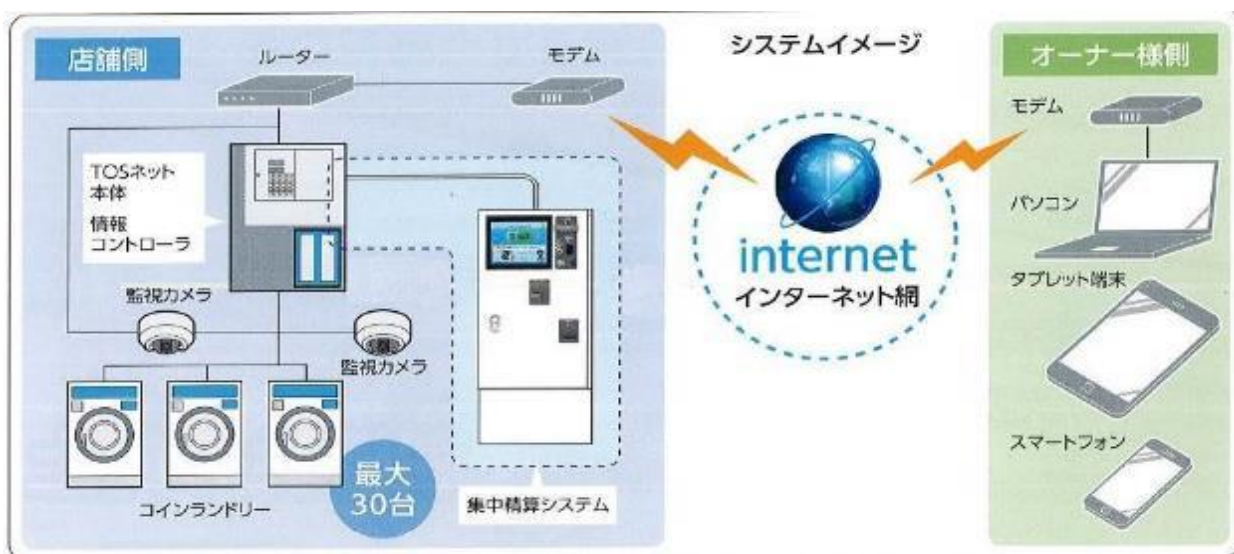 店舗側
ルーター
モデム
システムイメージ
オーナー様側
モデム
TOSネット
本体
情報
コントローラ
パソコン
internet
インターネット網
タブレット端末
監視カメラ
監視カメラ
スマートフォン
最大
30台
コインランドリー
集中精算システム